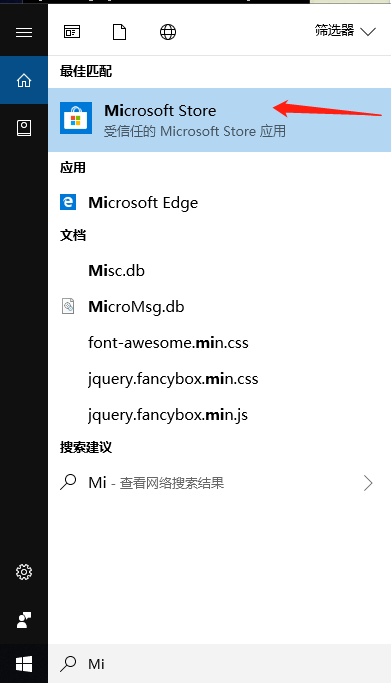 筛选器
最佳匹配
Microsoft Store
受信任的 Microsoft Store 应用
应用
Microsoft Edge
文档
Misc.db
MicroMsg.db
font-awesome.min.css
jquery.fancybox.min.css
jquery.fancybox.min.js
搜索建议
Mi - 查看网络搜索结果
Mi